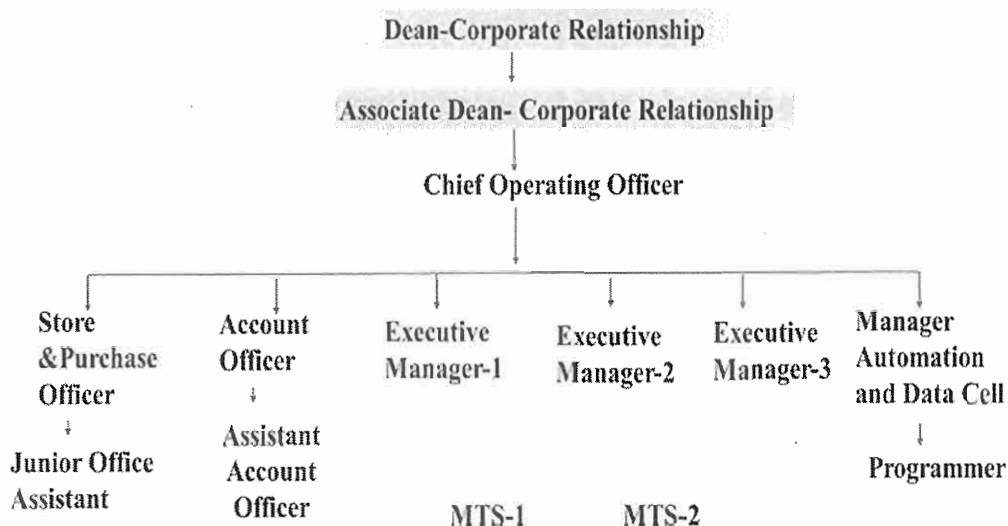 Dean-Corporate Relationship
Associate Dean- Corporate Relationship
Chief Operating Officer
Store
&Purchase
Officer
Junior Office
Assistant
Account
Officer
Assistant
Account
Officer
Executive
Manager-1
Executive
Manager-2
Executive
Manager-3
Manager
Automation
and Data Cell
Programmer
MTS-1
MTS-2